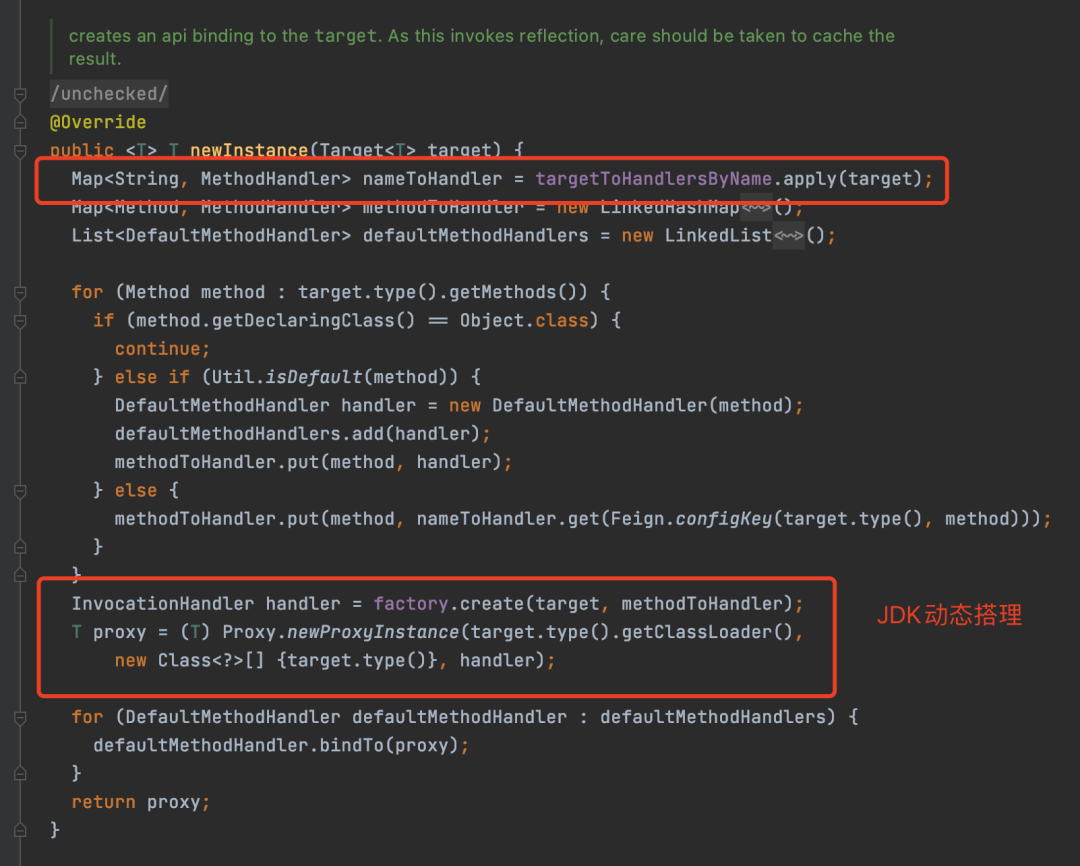 creates an api binding to the target. As this invokes reflection, care should be taken to cache the
result.
/unchecked/
@Override
public <T> T newInstance(Target<T> target) {
Map<String, MethodHandler> nameToHandler = targetToHandlersByName.apply(target);
Map<Method, MethodHandler> methodToHandler = new LinkedHashMap<~>();
List<DefaultMethodHandler> defaultMethodHandlers = new LinkedList<~>();
for (Method method : target.type().getMethods()) {
if (method.getDeclaringClass() == Object.class) {
continue;
} else if (Util.isDefault(method)) {
DefaultMethodHandler handler = new DefaultMethodHandler(method);
defaultMethodHandlers.add(handler);
methodToHandler.put(method, handler);
} else {
methodToHandler.put(method, nameToHandler.get(Feign.configKey(target.type(), method)));
}
}
InvocationHandler handler = factory.create(target, methodToHandler);
T proxy = (T) Proxy.newProxyInstance(target.type().getClassLoader(),
new Class<?>[] {target.type()}, handler);
JDK动态搭理
for (DefaultMethodHandler defaultMethodHandler : defaultMethodHandlers) {
defaultMethodHandler.bindTo(proxy);
}
return proxy;
}